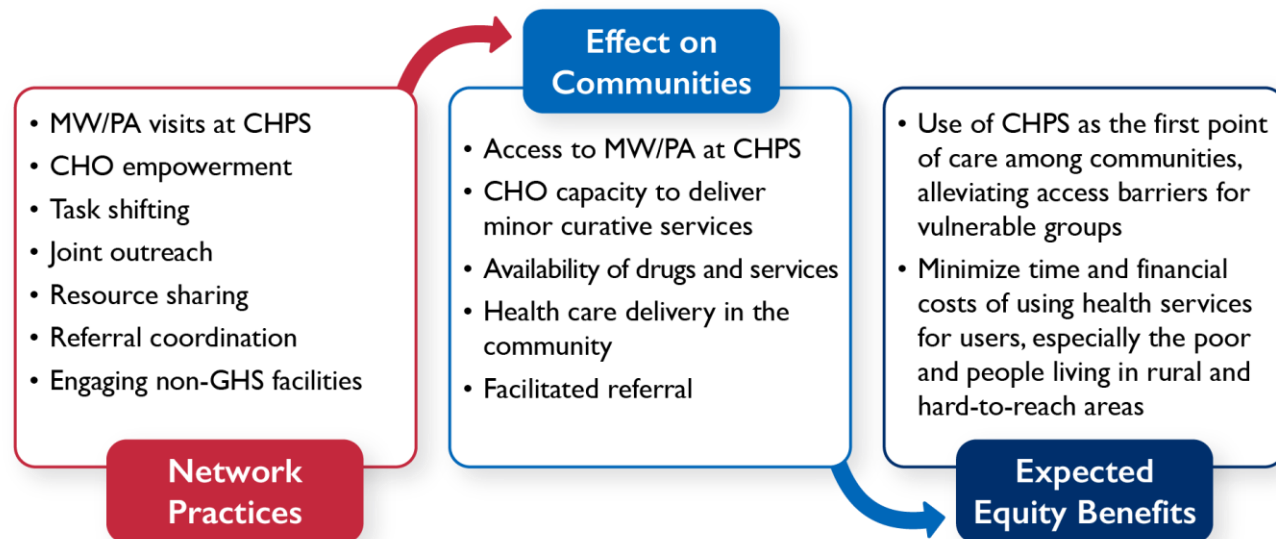 • MW/PA visits at CHPS
• CHO empowerment
• Task shifting
• Joint outreach
• Resource sharing
• Referral coordination
• Engaging non-GHS facilities
Network
Practices
Effect on
Communities
• Access to MW/PA at CHPS
• CHO capacity to deliver
minor curative services
• Availability of drugs and services
• Health care delivery in the
community
• Facilitated referral
• Use of CHPS as the first point
of care among communities,
alleviating access barriers for
vulnerable groups
• Minimize time and financial
costs of using health services
for users, especially the poor
and people living in rural and
hard-to-reach areas
Expected
Equity Benefits